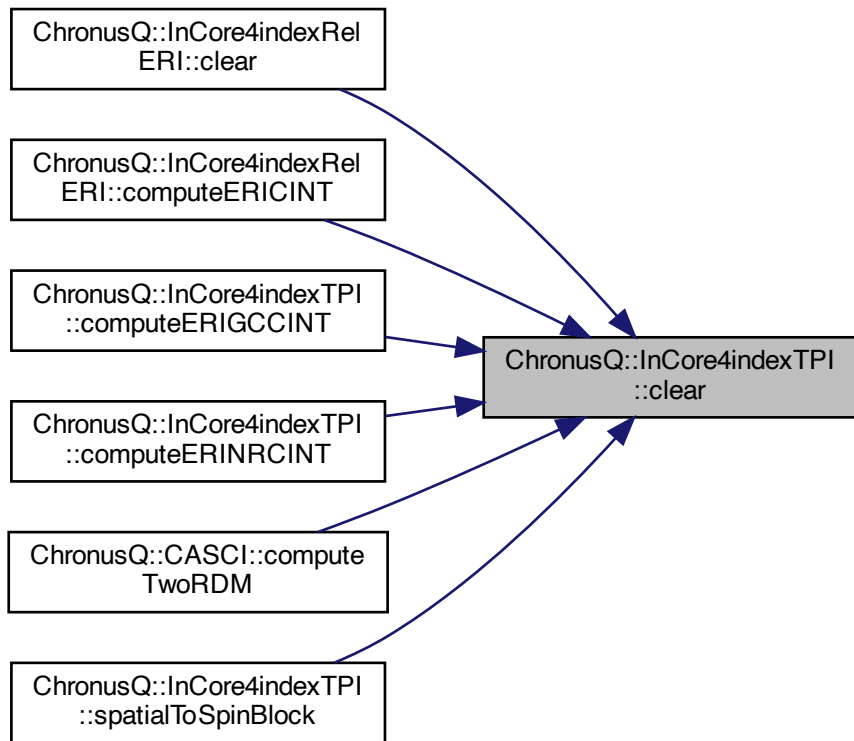 ChronusQ::InCore4indexRel
ERI::clear
ChronusQ::InCore4indexRel
ERI::computeERICINT
ChronusQ::InCore4indexTPI
::computeERIGCCINT
ChronusQ::InCore4indexTPI
::clear
ChronusQ::InCore4indexTPI
::computeERINRCINT
ChronusQ::CASCI::compute
TwoRDM
ChronusQ::InCore4indexTPI
::spatialToSpinBlock